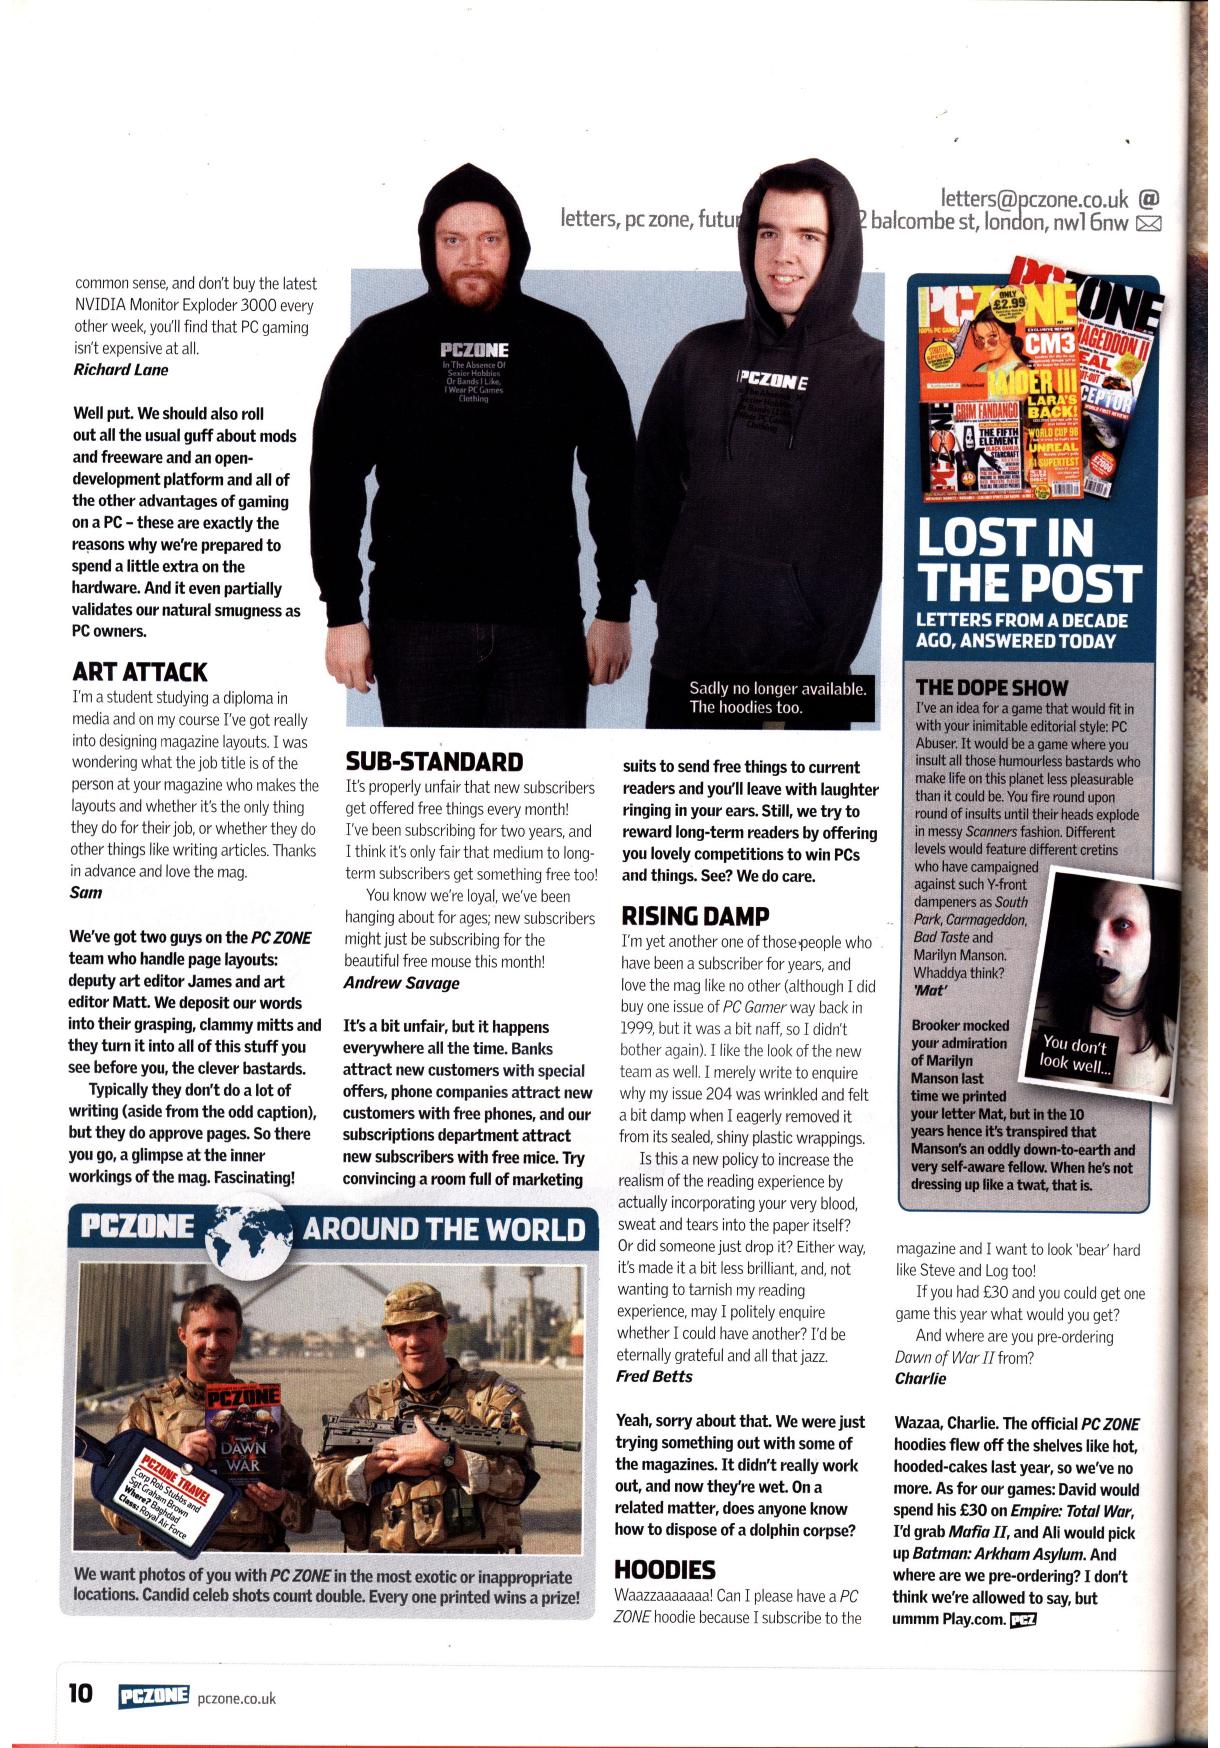 letters@pczone.co.uk @
letters, pc zone, futur 2 balcombe st, london, nw1 6nw
common sense, and don't buy the latest
NVIDIA Monitor Exploder 3000 every
other week, you'll find that PC gaming
isn't expensive at all.
Richard Lane
Well put. We should also roll
out all the usual guff about mods
and freeware and an open-
development platform and all of
the other advantages of gaming
on a PC – these are exactly the
reasons why we're prepared to
spend a little extra on the
hardware. And it even partially
validates our natural smugness as
PC owners.
ART ATTACK
I'm a student studying a diploma in
media and on my course I've got really
into designing magazine layouts. I was
wondering what the job title is of the
person at your magazine who makes the
layouts and whether it's the only thing
they do for their job, or whether they do
other things like writing articles. Thanks
in advance and love the mag.
Sam
We've got two guys on the PC ZONE
team who handle page layouts:
deputy art editor James and art
editor Matt. We deposit our words
into their grasping, clammy mitts and
they turn it into all of this stuff you
see before you, the clever bastards.
Typically they don't do a lot of
writing (aside from the odd caption),
but they do approve pages. So there
you go, a glimpse at the inner
workings of the mag. Fascinating!
PCZONE
In The Absence Of
Sexier Hobbies
Or Bands I Like,
I Wear PC Games
Clothing
PCZONE
In The Absence Of
Sexier Hobbies
Or Bands I Like,
I Wear PC Games
Clothing
Sadly no longer available.
The hoodies too.
SUB-STANDARD
It's properly unfair that new subscribers
get offered free things every month!
I've been subscribing for two years, and
I think it's only fair that medium to long-
term subscribers get something free too!
You know we're loyal, we've been
hanging about for ages; new subscribers
might just be subscribing for the
beautiful free mouse this month!
Andrew Savage
It's a bit unfair, but it happens
everywhere all the time. Banks
attract new customers with special
offers, phone companies attract new
customers with free phones, and our
subscriptions department attract
new subscribers with free mice. Try
convincing a room full of marketing
suits to send free things to current
readers and you'll leave with laughter
ringing in your ears. Still, we try to
reward long-term readers by offering
you lovely competitions to win PCs
and things. See? We do care.
RISING DAMP
I'm yet another one of those people who
have been a subscriber for years, and
love the mag like no other (although I did
buy one issue of PC Gamer way back in
1999, but it was a bit naff, so I didn't
bother again). I like the look of the new
team as well. I merely write to enquire
why my issue 204 was wrinkled and felt
a bit damp when I eagerly removed it
from its sealed, shiny plastic wrappings.
Is this a new policy to increase the
realism of the reading experience by
actually incorporating your very blood,
sweat and tears into the paper itself?
Or did someone just drop it? Either way,
it's made it a bit less brilliant, and, not
wanting to tarnish my reading
experience, may I politely enquire
whether I could have another? I'd be
eternally grateful and all that jazz.
Fred Betts
Yeah, sorry about that. We were just
trying something out with some of
the magazines. It didn't really work
out, and now they're wet. On a
related matter, does anyone know
how to dispose of a dolphin corpse?
HOODIES
Waazzaaaaaaa! Can I please have a PC
ZONE hoodie because I subscribe to the
magazine and I want to look 'bear' hard
like Steve and Log too!
If you had £30 and you could get one
game this year what would you get?
And where are you pre-ordering
Dawn of War II from?
Charlie
Wazaa, Charlie. The official PC ZONE
hoodies flew off the shelves like hot,
hooded-cakes last year, so we've no
more. As for our games: David would
spend his £30 on Empire: Total War,
I'd grab Mafia II, and Ali would pick
up Batman: Arkham Asylum. And
where are we pre-ordering? I don't
think we're allowed to say, but
ummm Play.com. PCZ
PC ZONE
PCZONE
ONLY
£2.99
EXCLUSIVE REPORT
CM3
RAIDER III
LARA'S
BACK!
WORLD CUP 98
UNREAL
F1 SUPERTEST
GRIM FANDANGO
THE FIFTH
ELEMENT
STARCRAFT
MAGEDDON II
CEPTOR
LOST IN
THE POST
LETTERS FROM A DECADE
AGO, ANSWERED TODAY
THE DOPE SHOW
I've an idea for a game that would fit in
with your inimitable editorial style: PC
Abuser. It would be a game where you
insult all those humourless bastards who
make life on this planet less pleasurable
than it could be. You fire round upon
round of insults until their heads explode
in messy Scanners fashion. Different
levels would feature different cretins
who have campaigned
against such Y-front
dampeners as South
Park, Carmageddon,
Bad Taste and
Marilyn Manson.
Whaddya think?
'Mat'
You don't
look well...
Brooker mocked
your admiration
of Marilyn
Manson last
time we printed
your letter Mat, but in the 10
years hence it's transpired that
Manson's an oddly down-to-earth and
very self-aware fellow. When he's not
dressing up like a twat, that is.
PCZONE AROUND THE WORLD
PCZONE
DAWN
OF
WAR
PCZONE TRAVEL
Corp Rob Stubbs and
Sgt Graham Brown
Where? Baghdad
Class: Royal Air Force
We want photos of you with PC ZONE in the most exotic or inappropriate
locations. Candid celeb shots count double. Every one printed wins a prize!
10 PCZONE pczone.co.uk